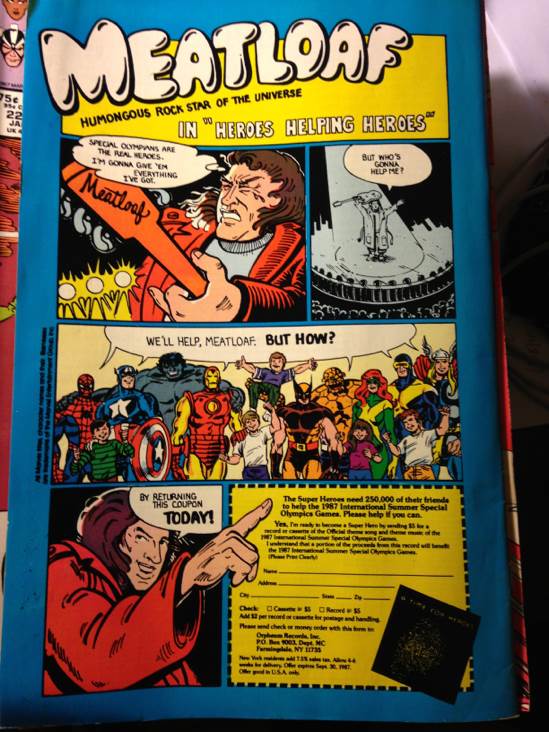 MEATLOAF
HUMONGOUS ROCK STAR OF THE UNIVERSE
IN "HEROES HELPING HEROES"
SPECIAL OLYMPIANS ARE
THE REAL HEROES.
I'M GONNA GIVE 'EM
EVERYTHING
I'VE GOT.
Meatloaf
BUT WHO'S
GONNA
HELP ME?
WE'LL HELP, MEATLOAF. BUT HOW?
BY RETURNING
THIS COUPON
TODAY!
The Super Heroes need 250,000 of their friends
to help the 1987 International Summer Special
Olympics Games. Please help if you can.
Yes, I'm ready to become a Super Hero by sending $5 for a
record or cassette of the Official theme song and theme music of the
1987 International Summer Special Olympics Games.
I understand that a portion of the proceeds from this record will benefit
the 1987 International Summer Special Olympics Games.
(Please Print Clearly)
Name
Address
City State Zip
Check: Cassette @ $5 Record @ $5
Add $2 per record or cassette for postage and handling.
Please send check or money order with this form to:
Orpheum Records, Inc.
P.O. Box 9003, Dept. MC
Farmingdale, NY 11735
New York residents add 7.5% sales tax. Allow 4-6
weeks for delivery. Offer expires Sept. 30, 1987.
Offer good in U.S.A. only.
A TIME FOR HEROES
75¢
22
JAN
UK